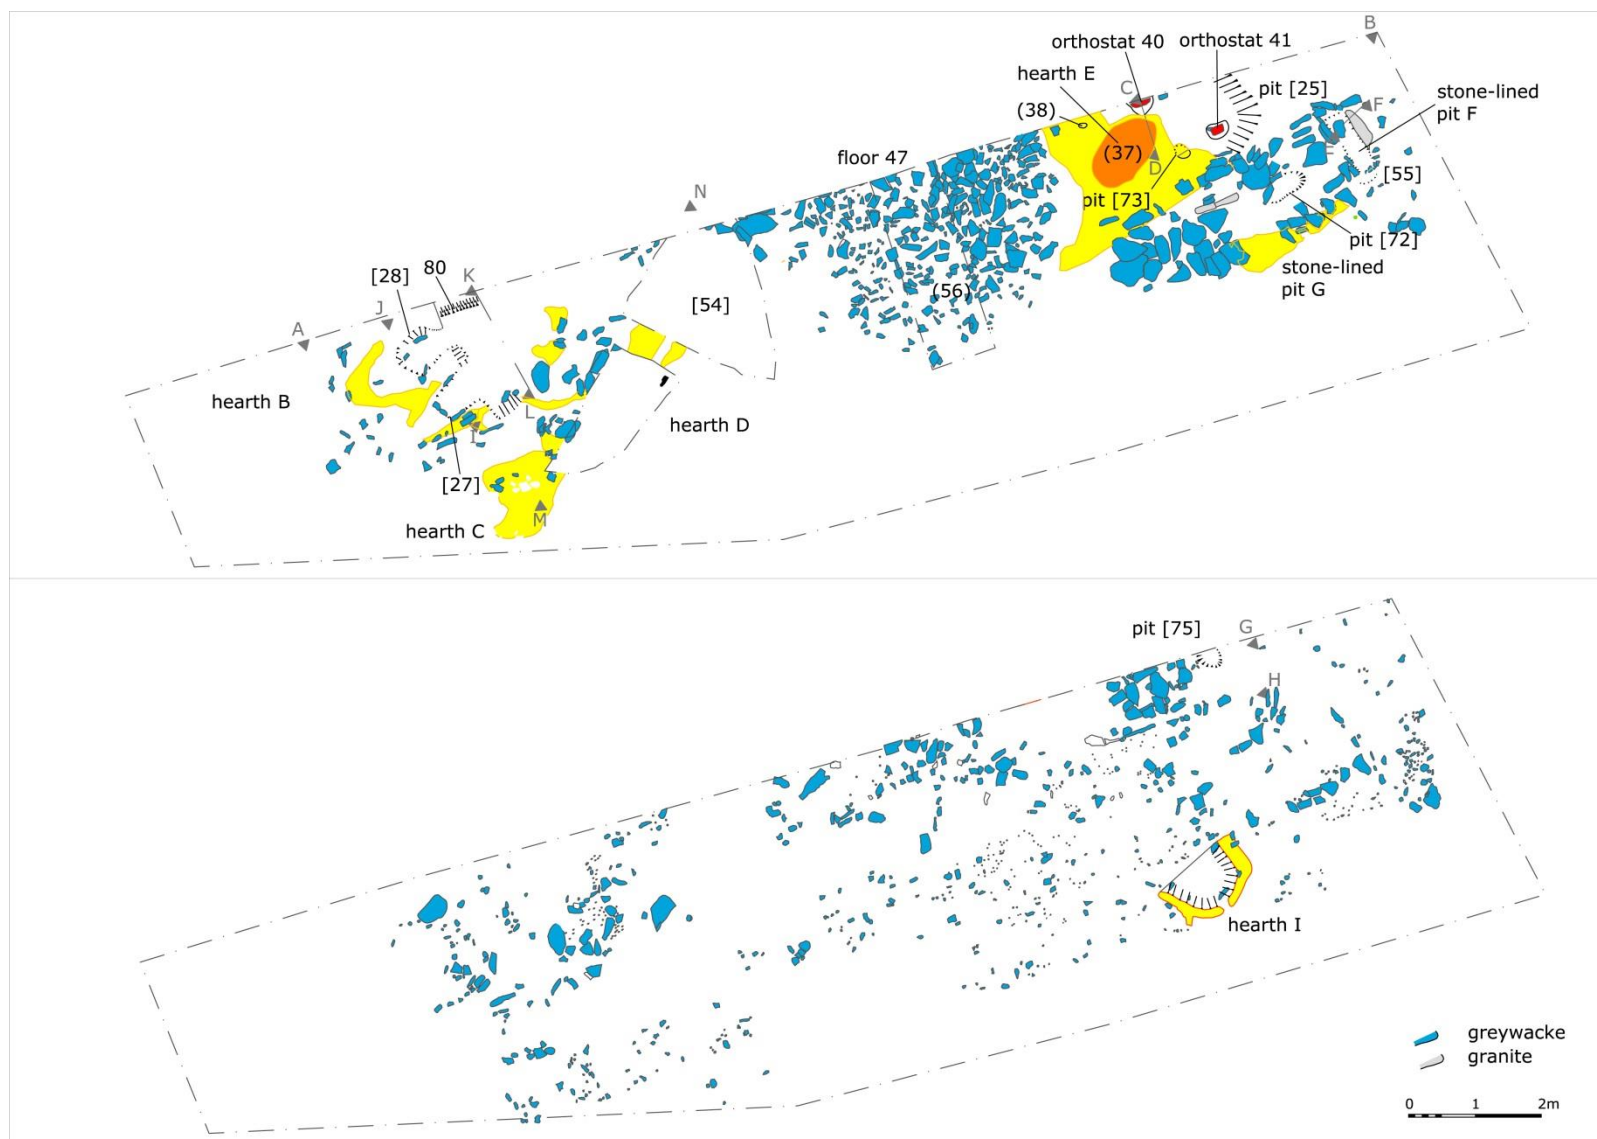 B
orthostat 40 orthostat 41
hearth E
C
pit [25]
stone-lined
pit F
(38)
F
floor 47
(37)
D
E
[55]
N
pit [73]
pit [72]
stone-lined
pit G
[28]
80
K
J
A
[54]
(56)
hearth B
L
I
hearth D
[27]
hearth C
M
pit [75]
G
H
hearth I
greywacke
granite
0 1 2m